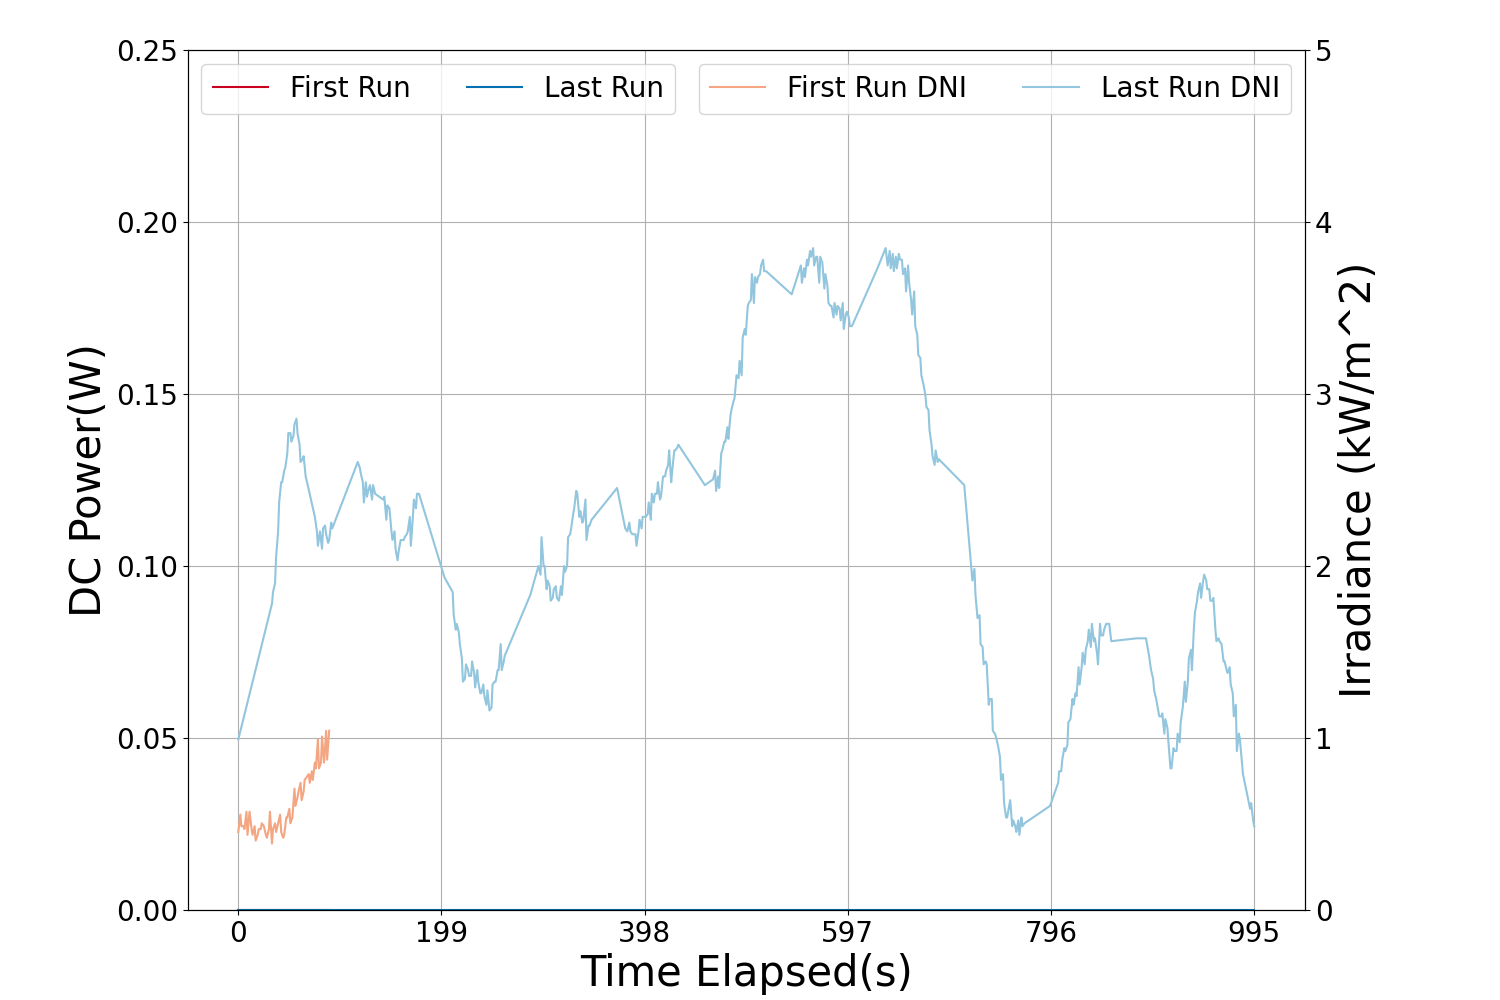 First Run
Last Run
First Run DNI
Last Run DNI
DC Power(W)
0.25
0.20
0.15
0.10
0.05
0.00
5
4
3
2
1
0
Irradiance (kW/m^2)
0 199 398 597 796 995
Time Elapsed(s)